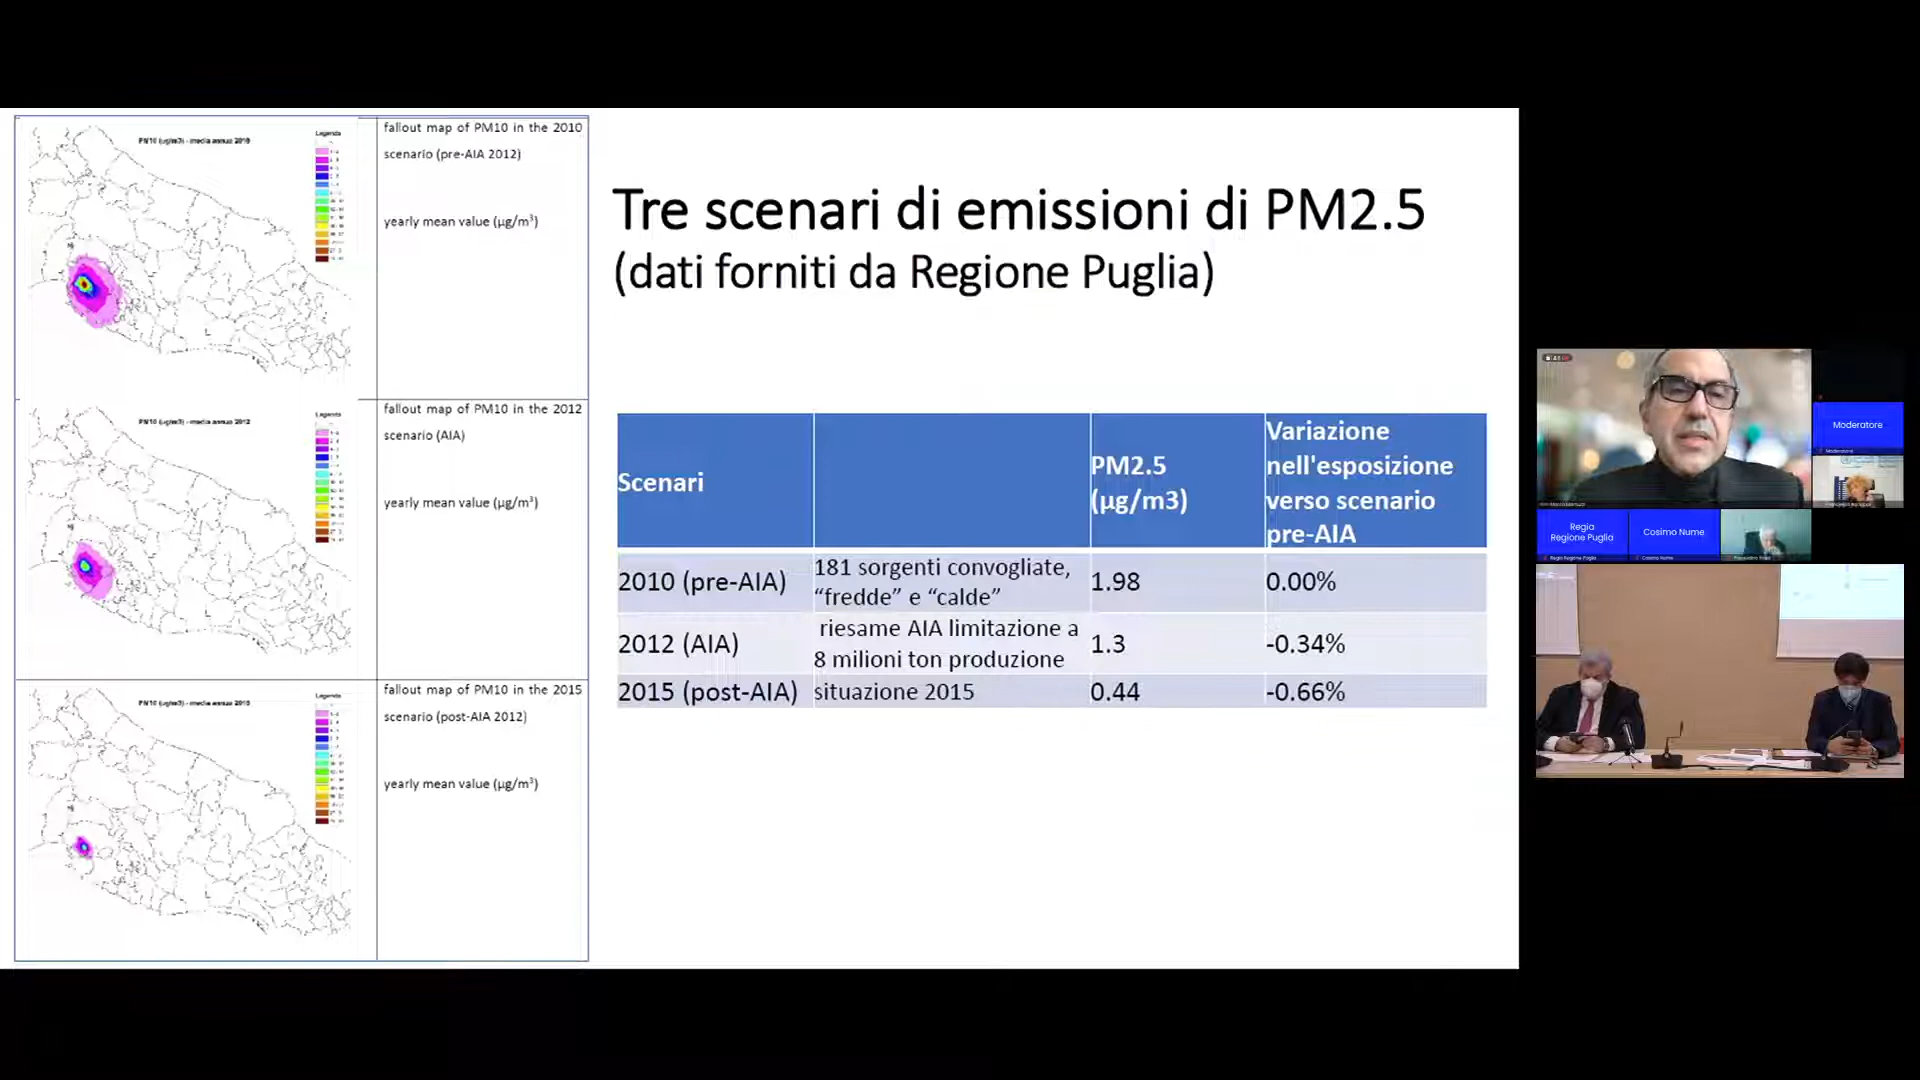 PM10 (ug/m3) - media annua 2010
Legenda
fallout map of PM10 in the 2010
scenario (pre-AIA 2012)
yearly mean value (µg/m³)
PM10 (ug/m3) - media annua 2012
Legenda
fallout map of PM10 in the 2012
scenario (AIA)
yearly mean value (µg/m³)
PM10 (ug/m3) - media annua 2015
Legenda
fallout map of PM10 in the 2015
scenario (post-AIA 2012)
yearly mean value (µg/m³)
Tre scenari di emissioni di PM2.5
(dati forniti da Regione Puglia)
Scenari
PM2.5
(µg/m3)
Variazione
nell'esposizione
verso scenario
pre-AIA
2010 (pre-AIA)
181 sorgenti convogliate,
“fredde” e “calde”
1.98
0.00%
2012 (AIA)
riesame AIA limitazione a
8 milioni ton produzione
1.3
-0.34%
2015 (post-AIA)
situazione 2015
0.44
-0.66%
Moderatore
Moderatore
Regia
Regione Puglia
Regia Regione Puglia
Cosimo Nume
Cosimo Nume